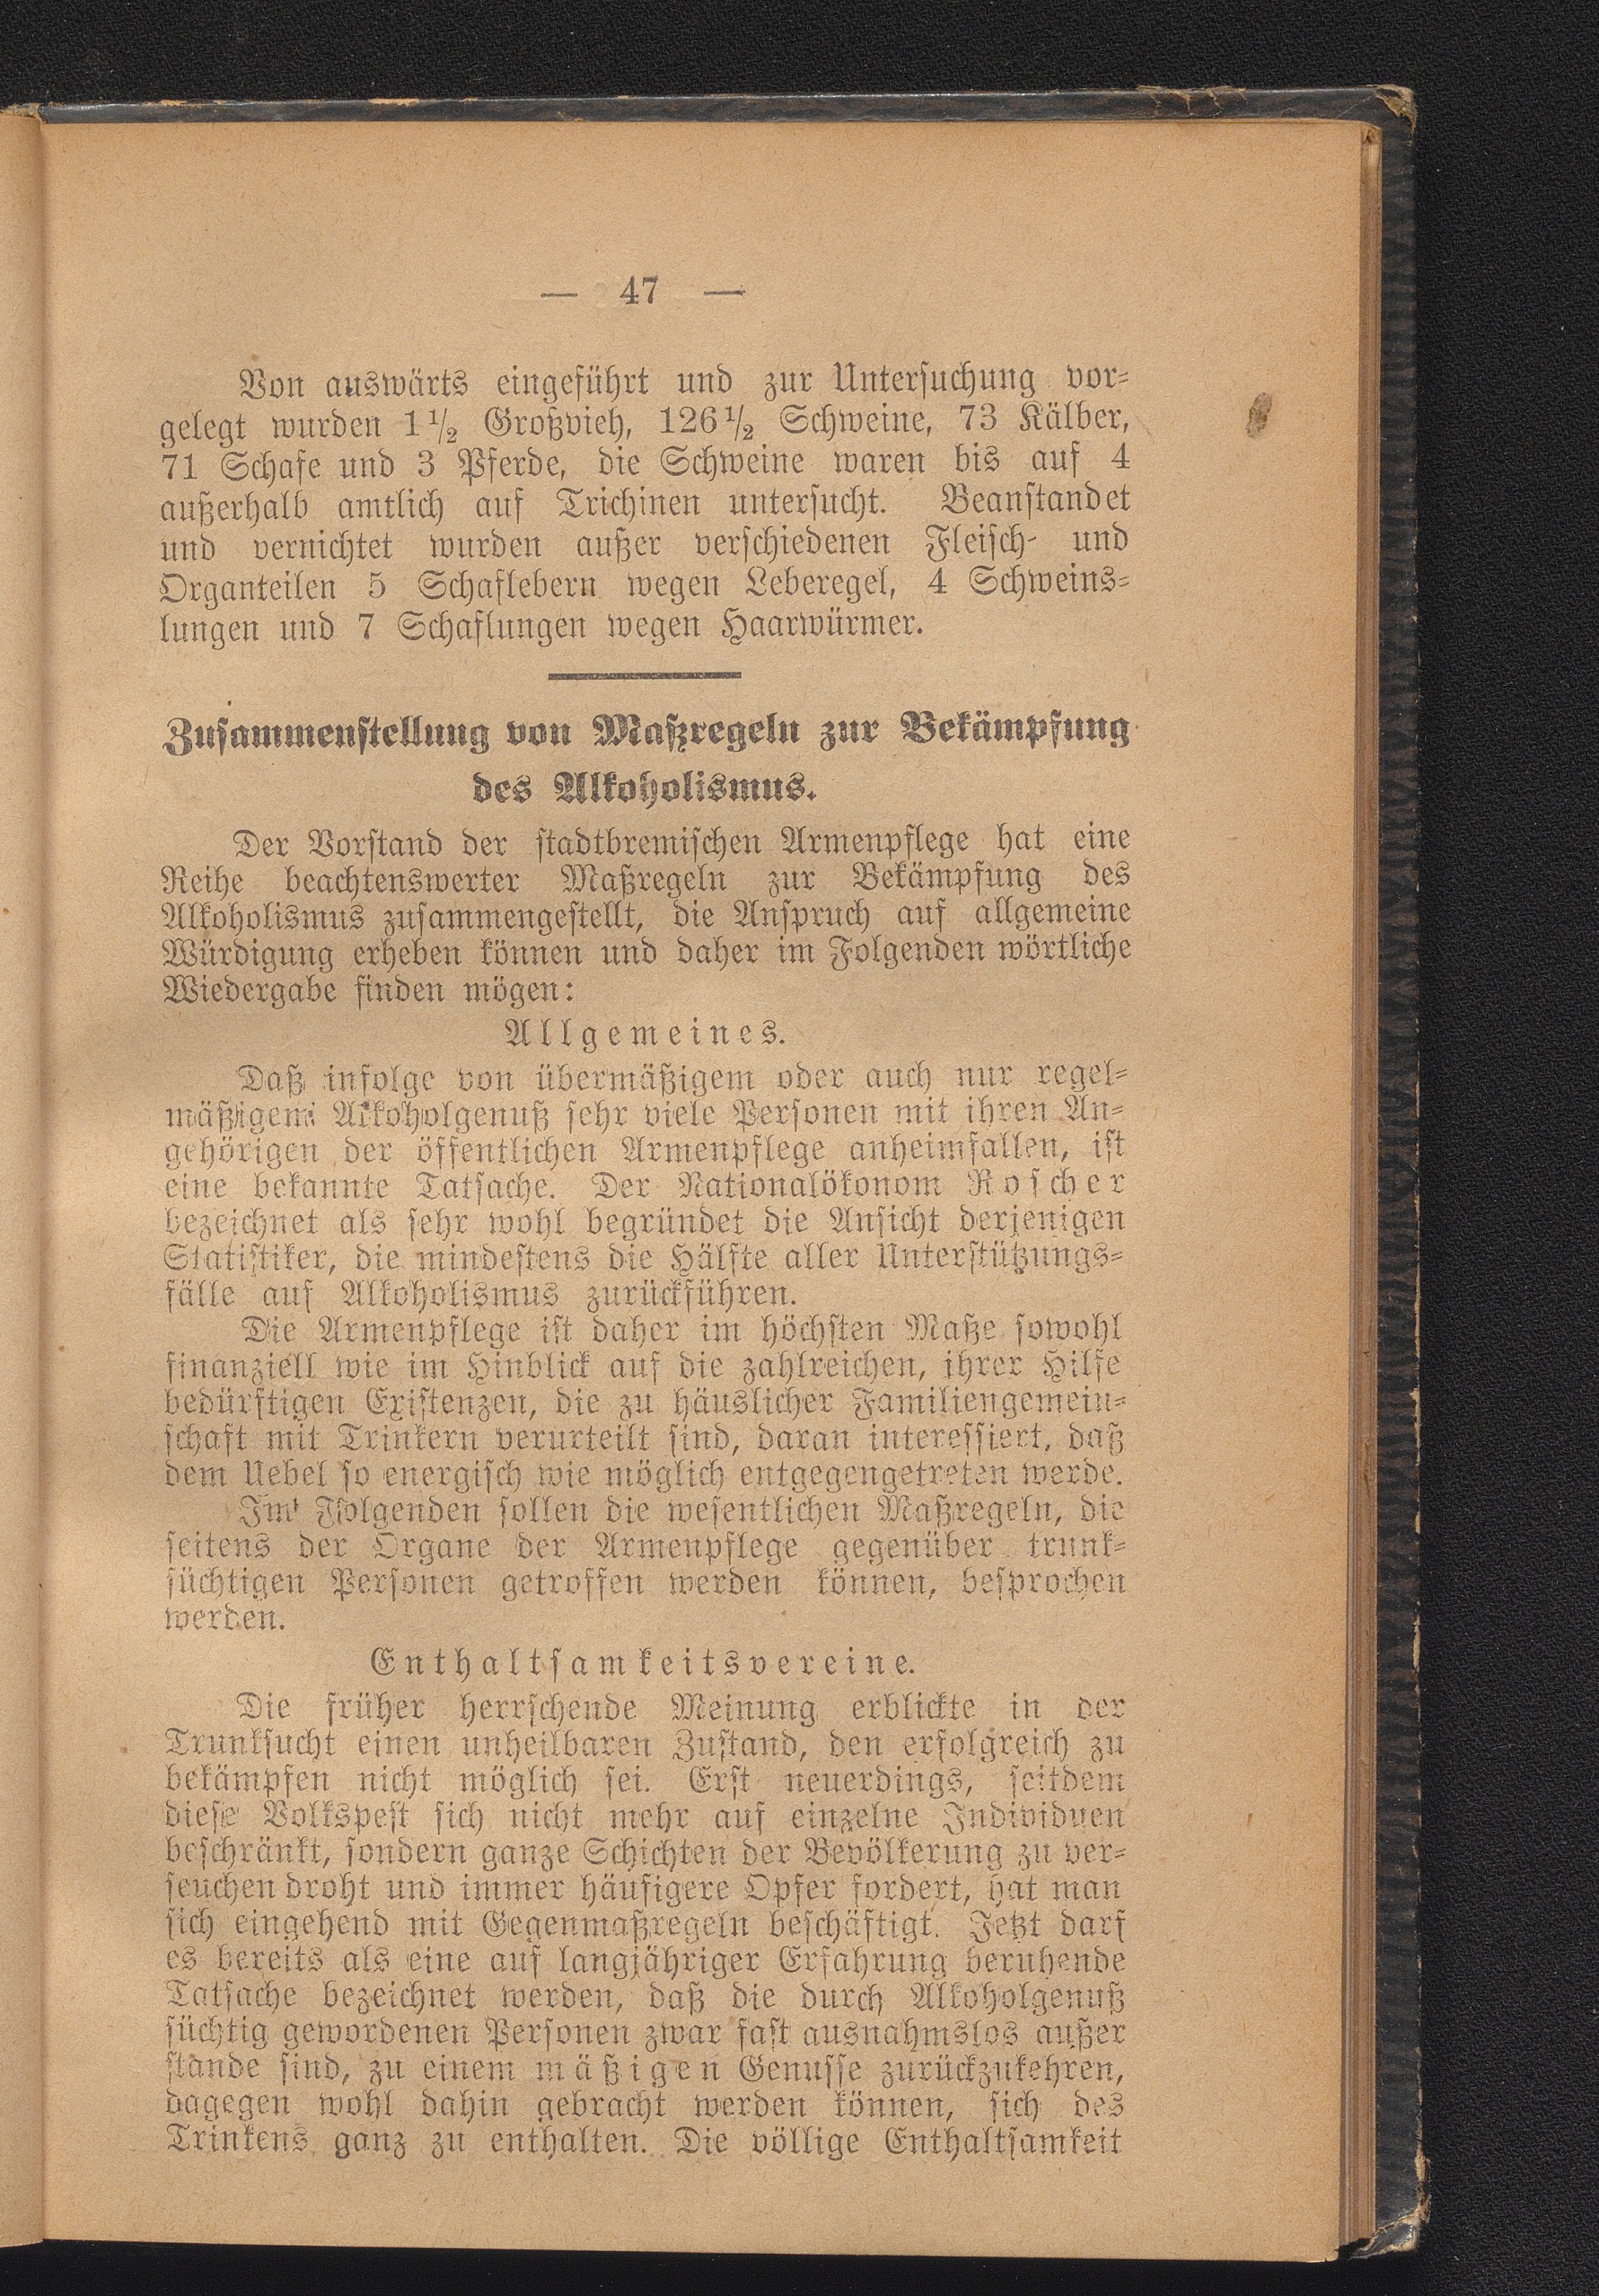 — 47 —
Von auswärts eingeführt und zur Untersuchung vor-
gelegt wurden 1½ Großvieh, 126½ Schweine, 73 Kälber,
71 Schafe und 3 Pferde, die Schweine waren bis auf 4
außerhalb amtlich auf Trichinen untersucht. Beanstandet
und vernichtet wurden außer verschiedenen Fleisch- und
Organteilen 5 Schaflebern wegen Leberegel, 4 Schweins-
lungen und 7 Schaflungen wegen Haarwürmer.
Zusammenstellung von Maßregeln zur Bekämpfung
des Alkoholismus.
Der Vorstand der stadtbremischen Armenpflege hat eine
Reihe beachtenswerter Maßregeln zur Bekämpfung des
Alkoholismus zusammengestellt, die Anspruch auf allgemeine
Würdigung erheben können und daher im Folgenden wörtliche
Wiedergabe finden mögen:
Allgemeines.
Daß infolge von übermäßigem oder auch nur regel-
mäßigem Alkoholgenuß sehr viele Personen mit ihren An-
gehörigen der öffentlichen Armenpflege anheimfallen, ist
eine bekannte Tatsache. Der Nationalökonom Roscher
bezeichnet als sehr wohl begründet die Ansicht derjenigen
Statistiker, die mindestens die Hälfte aller Unterstützungs-
fälle auf Alkoholismus zurückführen.
Die Armenpflege ist daher im höchsten Maße sowohl
finanziell wie im Hinblick auf die zahlreichen, ihrer Hilfe
bedürftigen Existenzen, die zu häuslicher Familiengemein-
schaft mit Trinkern verurteilt sind, daran interessiert, daß
dem Uebel so energisch wie möglich entgegengetreten werde.
Im Folgenden sollen die wesentlichen Maßregeln, die
seitens der Organe der Armenpflege gegenüber trunk-
süchtigen Personen getroffen werden können, besprochen
werden.
Enthaltsamkeitsvereine.
Die früher herrschende Meinung erblickte in der
Trunksucht einen unheilbaren Zustand, den erfolgreich zu
bekämpfen nicht möglich sei. Erst neuerdings, seitdem
diese Volkspest sich nicht mehr auf einzelne Individuen
beschränkt, sondern ganze Schichten der Bevölkerung zu ver-
seuchen droht und immer häufigere Opfer fordert, hat man
sich eingehend mit Gegenmaßregeln beschäftigt. Jetzt darf
es bereits als eine auf langjähriger Erfahrung beruhende
Tatsache bezeichnet werden, daß die durch Alkoholgenuß
süchtig gewordenen Personen zwar fast ausnahmslos außer
stande sind, zu einem mäßigen Genusse zurückzukehren,
dagegen wohl dahin gebracht werden können, sich des
Trinkens ganz zu enthalten. Die völlige Enthaltsamkeit